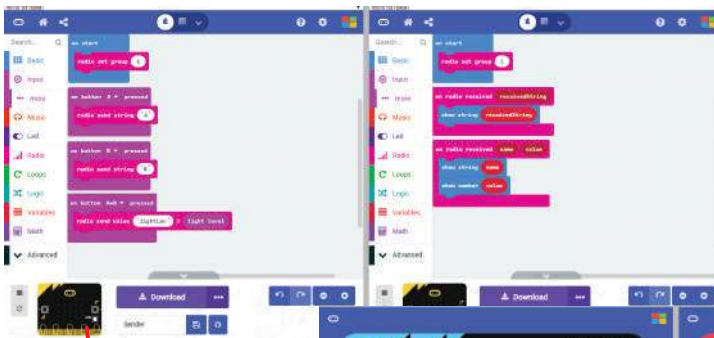 Search...
Basic
Input
more
Music
Led
Radio
Loops
Logic
Variables
Math
Advanced
on start
radio set group 1
on button A ▾ pressed
radio send string "A"
on button B ▾ pressed
radio send string "B"
on button A+B ▾ pressed
radio send value "lightLev" = light level
Download
Sender
Search...
Basic
Input
more
Music
Led
Radio
Loops
Logic
Variables
Math
Advanced
on start
radio set group 1
on radio received receivedString
show string receivedString
on radio received name value
show string name
show number value
Download